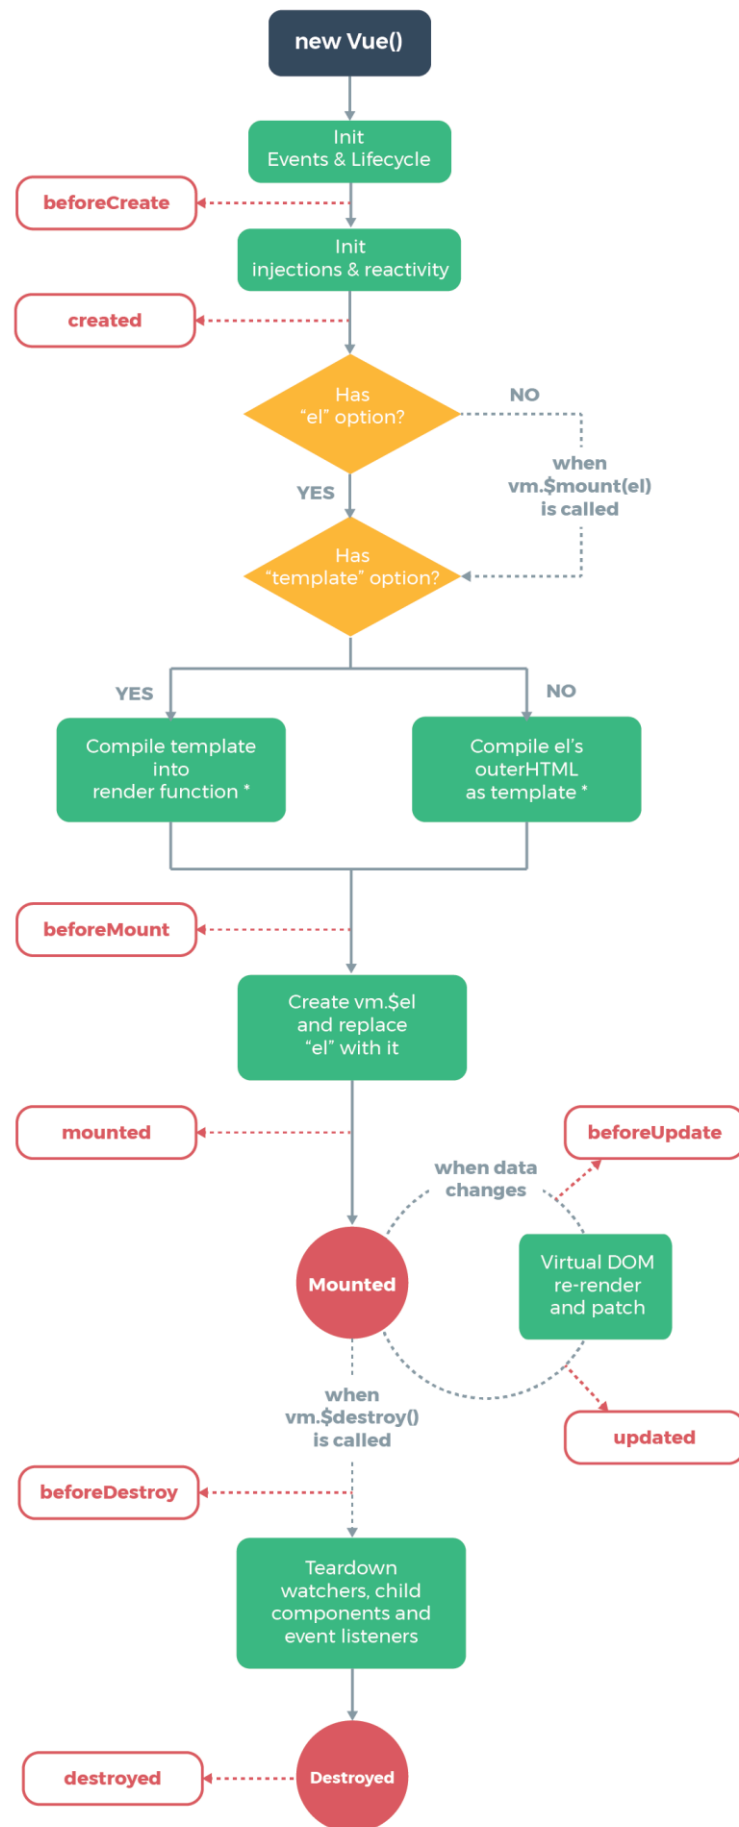 new Vue()
Init
Events & Lifecycle
beforeCreate
Init
injections & reactivity
created
Has
“el” option?
NO
YES
when
vm.$mount(el)
is called
Has
“template” option?
YES
NO
Compile template
into
render function *
Compile el’s
outerHTML
as template *
beforeMount
Create vm.$el
and replace
“el” with it
mounted
beforeUpdate
when data
changes
Mounted
Virtual DOM
re-render
and patch
when
vm.$destroy()
is called
updated
beforeDestroy
Teardown
watchers, child
components and
event listeners
destroyed
Destroyed